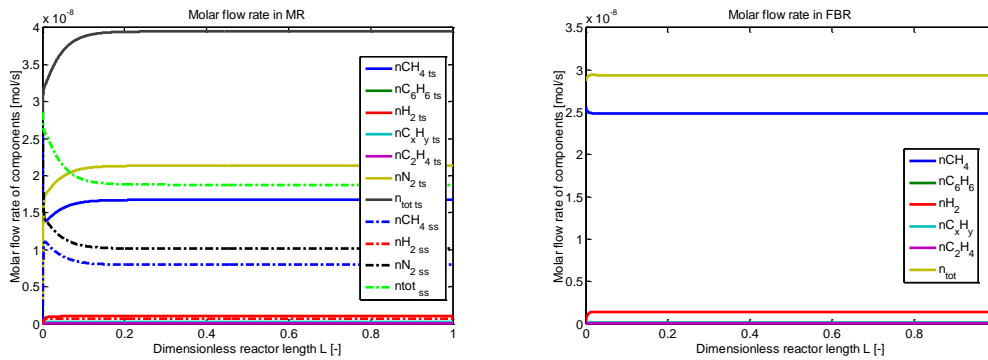 Molar flow rate in MR
x 10⁻⁸
Molar flow rate of components [mol/s]
4
3.5
3
2.5
2
1.5
1
0.5
0
0
0.2
0.4
0.6
0.8
1
Dimensionless reactor length L [-]
nCH₄ ts
nC₆H₆ ts
nH₂ ts
nCₓHᵧ ts
nC₂H₄ ts
nN₂ ts
n_tot ts
nCH₄ ss
nH₂ ss
nN₂ ss
ntot ss
Molar flow rate in FBR
x 10⁻⁸
Molar flow rate of components [mol/s]
3.5
3
2.5
2
1.5
1
0.5
0
0
0.2
0.4
0.6
0.8
Dimensionless reactor length L [-]
nCH₄
nC₆H₆
nH₂
nCₓHᵧ
nC₂H₄
n_tot